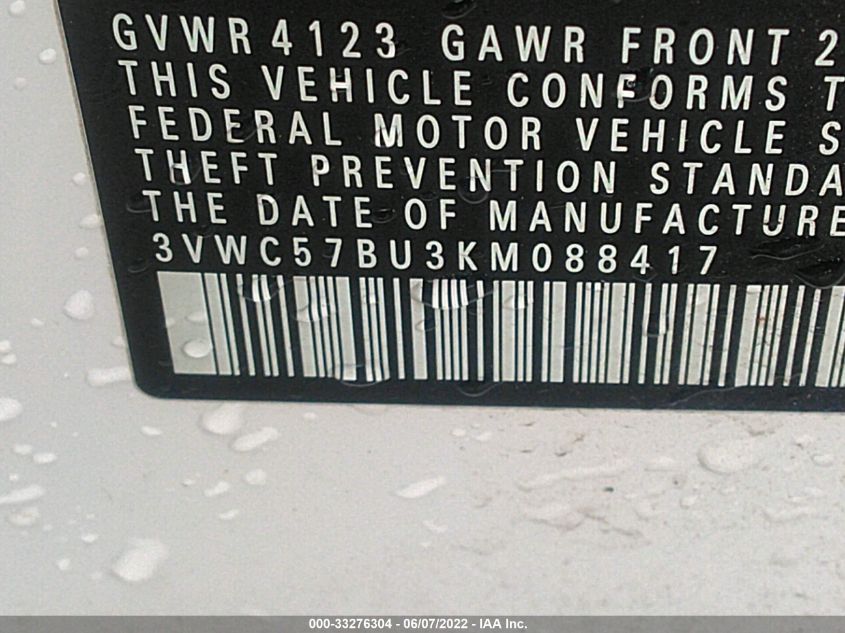 GVWR 4123 GAWR FRONT 2
THIS VEHICLE CONFORMS T
FEDERAL MOTOR VEHICLE S
THEFT PREVENTION STANDA
THE DATE OF MANUFACTURE
3VWC57BU3KM088417
000-33276304 - 06/07/2022 - IAA Inc.